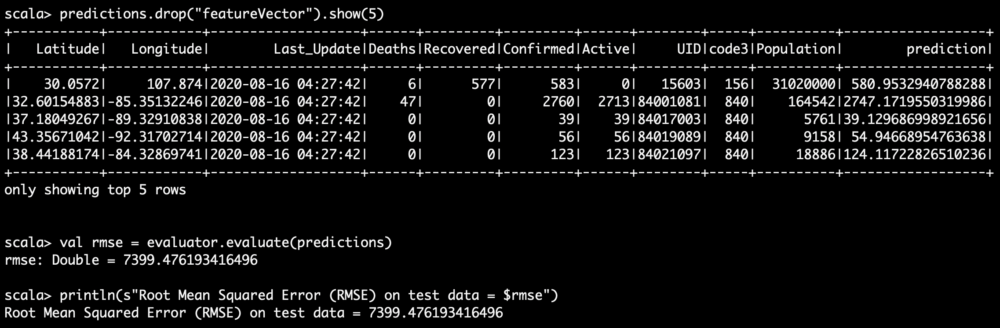 scala> predictions.drop("featureVector").show(5)
+-----------+------------+-------------------+------+---------+---------+------+--------+-----+----------+------------------+
|   Latitude|   Longitude|        Last_Update|Deaths|Recovered|Confirmed|Active|     UID|code3|Population|        prediction|
+-----------+------------+-------------------+------+---------+---------+------+--------+-----+----------+------------------+
|    30.0572|     107.874|2020-08-16 04:27:42|     6|      577|      583|     0|   15603|  156|  31020000| 580.9532940788288|
|32.60154883|-85.35132246|2020-08-16 04:27:42|    47|        0|     2760|  2713|84001081|  840|    164542|2747.1719550319986|
|37.18049267|-89.32910838|2020-08-16 04:27:42|     0|        0|       39|    39|84017003|  840|      5761|39.129686998921656|
|43.35671042|-92.31702714|2020-08-16 04:27:42|     0|        0|       56|    56|84019089|  840|      9158| 54.94668954763638|
|38.44188174|-84.32869741|2020-08-16 04:27:42|     0|        0|      123|   123|84021097|  840|     18886|124.11722826510236|
+-----------+------------+-------------------+------+---------+---------+------+--------+-----+----------+------------------+
only showing top 5 rows
scala> val rmse = evaluator.evaluate(predictions)
rmse: Double = 7399.476193416496
scala> println(s"Root Mean Squared Error (RMSE) on test data = $rmse")
Root Mean Squared Error (RMSE) on test data = 7399.476193416496